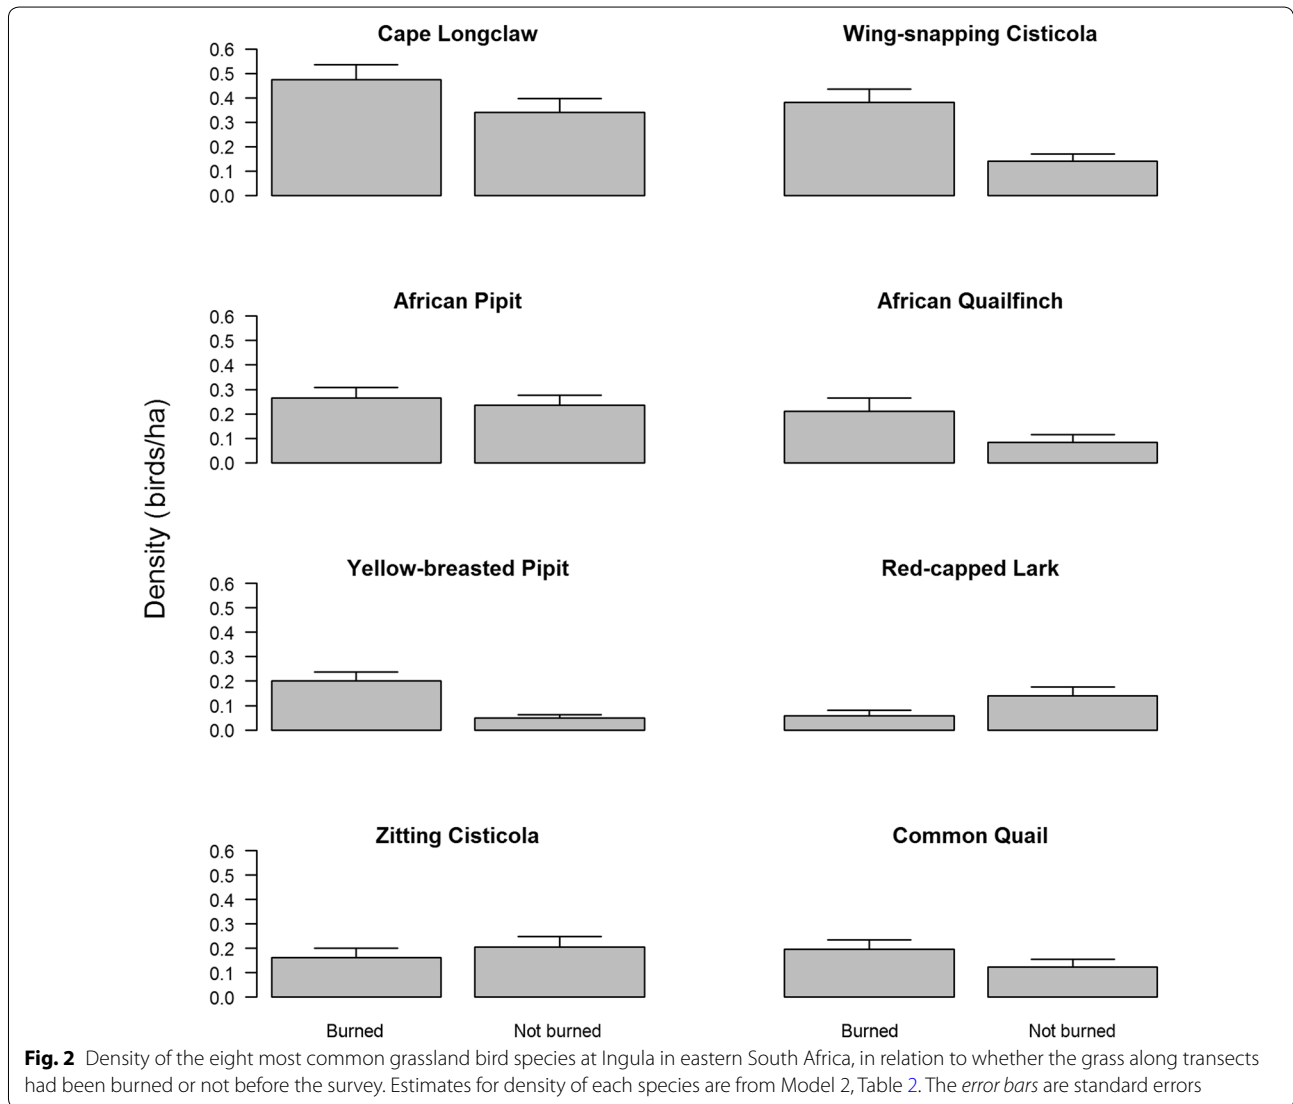 Cape Longclaw
Wing-snapping Cisticola
0.6
0.5
0.4
0.3
0.2
0.1
0.0
African Pipit
African Quailfinch
0.6
0.5
0.4
0.3
0.2
0.1
0.0
Density (birds/ha)
Yellow-breasted Pipit
Red-capped Lark
0.6
0.5
0.4
0.3
0.2
0.1
0.0
Zitting Cisticola
Common Quail
0.6
0.5
0.4
0.3
0.2
0.1
0.0
Burned Not burned Burned Not burned
Fig. 2 Density of the eight most common grassland bird species at Ingula in eastern South Africa, in relation to whether the grass along transects
had been burned or not before the survey. Estimates for density of each species are from Model 2, Table 2. The error bars are standard errors